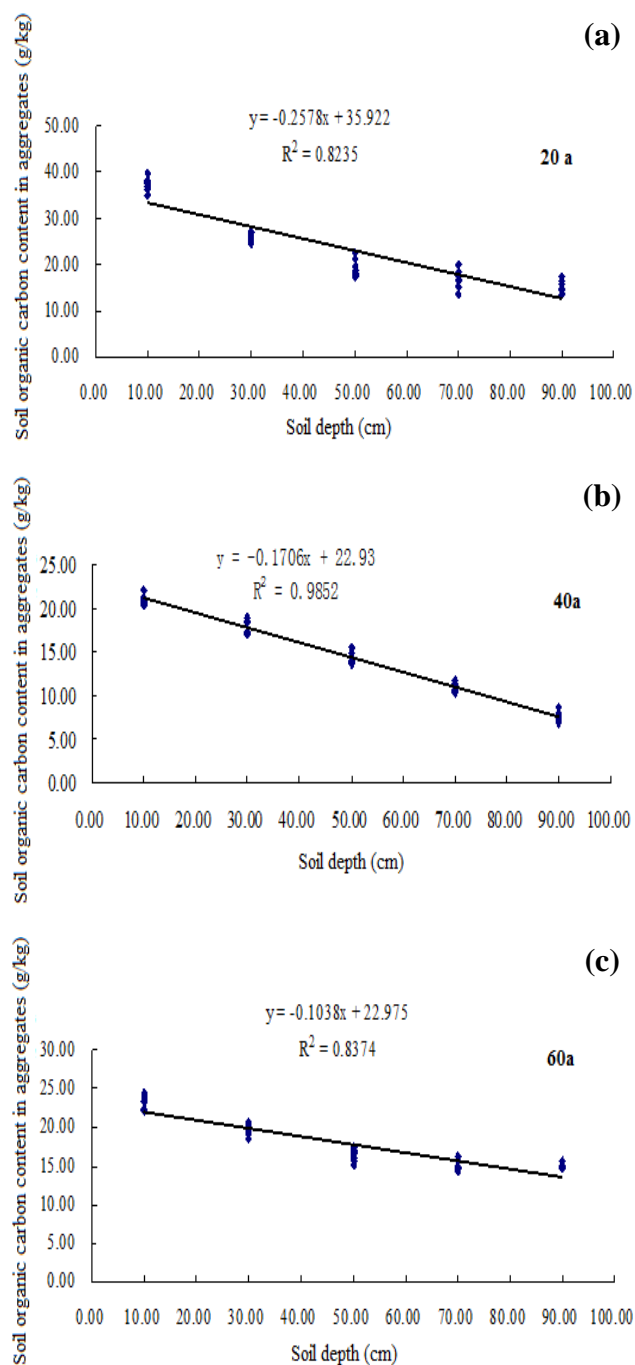 (a)
Soil organic carbon content in aggregates (g/kg)
y= -0.2578x + 35.922
R² = 0.8235
20 a
50.00
40.00
30.00
20.00
10.00
0.00
0.00 10.00 20.00 30.00 40.00 50.00 60.00 70.00 80.00 90.00 100.00
Soil depth (cm)
(b)
Soil organic carbon content in aggregates (g/kg)
y = -0.1706x + 22.93
R² = 0.9852
40a
25.00
20.00
15.00
10.00
5.00
0.00
0.00 10.00 20.00 30.00 40.00 50.00 60.00 70.00 80.00 90.00 100.00
Soil depth (cm)
(c)
Soil organic carbon content in aggregates (g/kg)
y= -0.1038x + 22.975
R² = 0.8374
60a
30.00
25.00
20.00
15.00
10.00
5.00
0.00
0.00 10.00 20.00 30.00 40.00 50.00 60.00 70.00 80.00 90.00 100.00
Soil depth (cm)